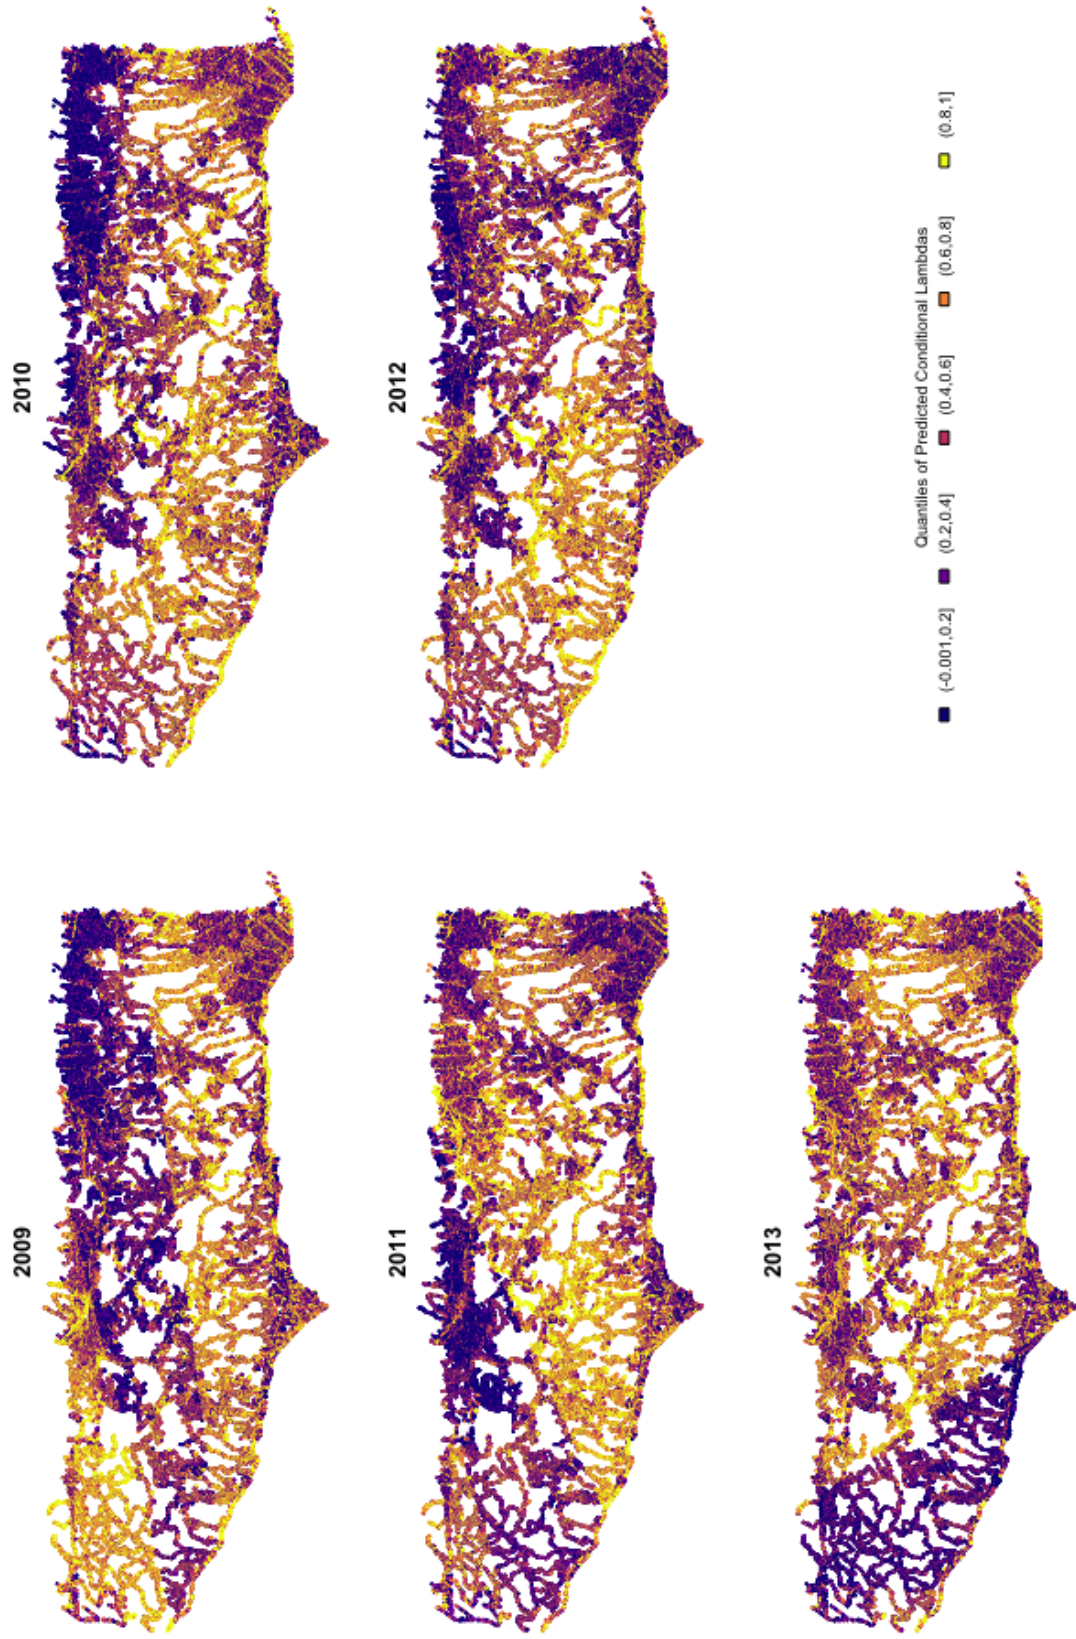 2009
2010
2011
2012
2013
Quantiles of Predicted Conditional Lambdas
(-0.001,0.2] (0.2,0.4] (0.4,0.6] (0.6,0.8] (0.8,1]